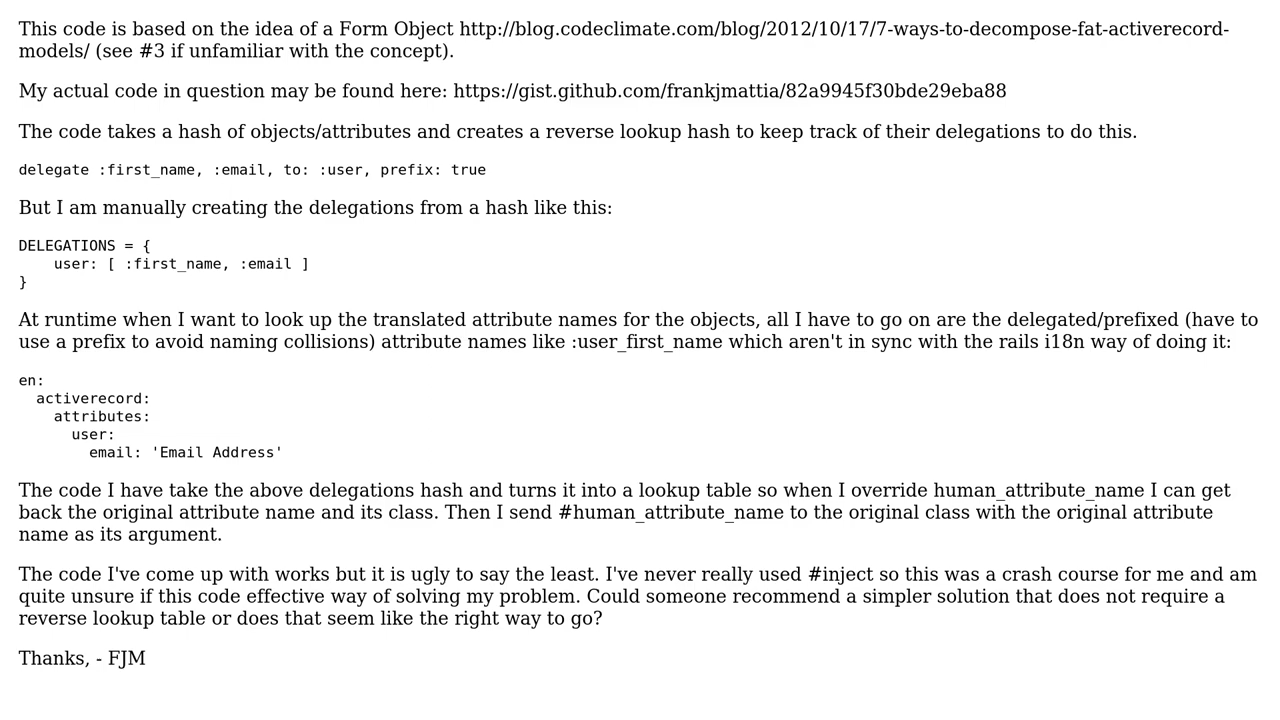 This code is based on the idea of a Form Object http://blog.codeclimate.com/blog/2012/10/17/7-ways-to-decompose-fat-activerecord-
models/ (see #3 if unfamiliar with the concept).
My actual code in question may be found here: https://gist.github.com/frankjmattia/82a9945f30bde29eba88
The code takes a hash of objects/attributes and creates a reverse lookup hash to keep track of their delegations to do this.
delegate :first_name, :email, to: :user, prefix: true
But I am manually creating the delegations from a hash like this:
DELEGATIONS = {
    user: [ :first_name, :email ]
}
At runtime when I want to look up the translated attribute names for the objects, all I have to go on are the delegated/prefixed (have to
use a prefix to avoid naming collisions) attribute names like :user_first_name which aren't in sync with the rails i18n way of doing it:
en:
  activerecord:
    attributes:
      user:
        email: 'Email Address'
The code I have take the above delegations hash and turns it into a lookup table so when I override human_attribute_name I can get
back the original attribute name and its class. Then I send #human_attribute_name to the original class with the original attribute
name as its argument.
The code I've come up with works but it is ugly to say the least. I've never really used #inject so this was a crash course for me and am
quite unsure if this code effective way of solving my problem. Could someone recommend a simpler solution that does not require a
reverse lookup table or does that seem like the right way to go?
Thanks, - FJM